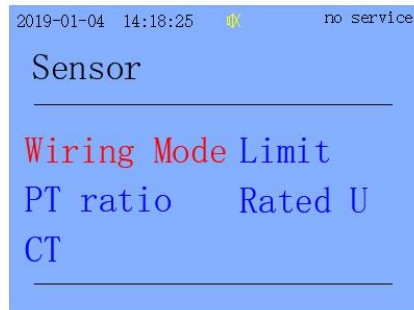 2019-01-04 14:18:25 no service
Sensor
Wiring Mode Limit
PT ratio Rated U
CT